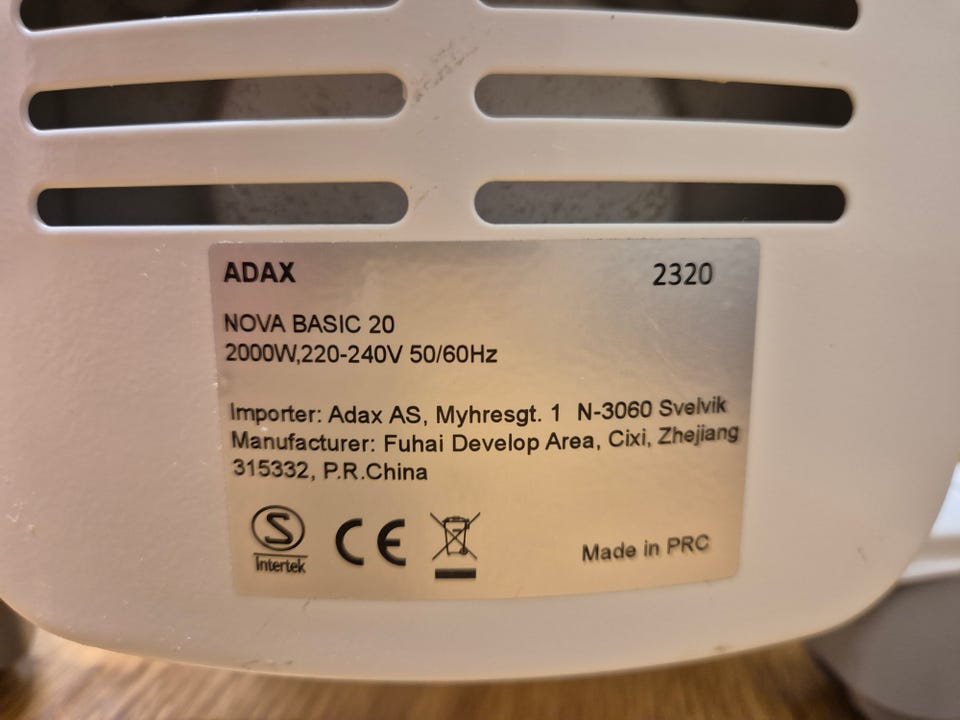 ADAX 2320
NOVA BASIC 20
2000W,220-240V 50/60Hz
Importer: Adax AS, Myhresgt. 1 N-3060 Svelvik
Manufacturer: Fuhai Develop Area, Cixi, Zhejiang
315332, P.R.China
S
Intertek
CE
Made in PRC